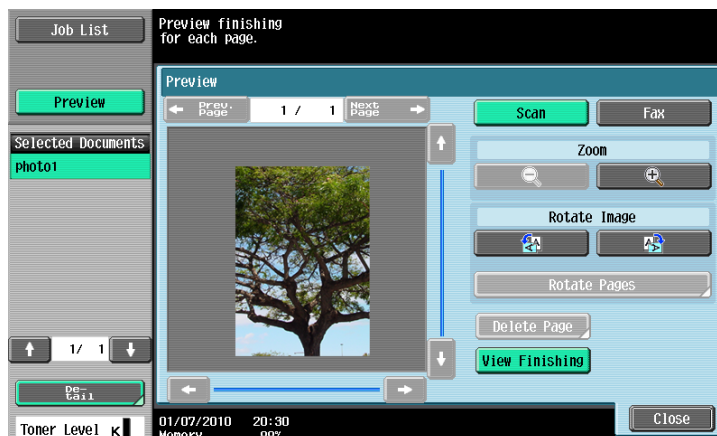 Job List
Preview finishing
for each page.
Preview
Preview
Prev.
Page
1 / 1
Next
Page
Scan
Fax
Selected Documents
photo1
Zoom
Rotate Image
Rotate Pages
Delete Page
1/ 1
View Finishing
De-
tail
Close
Toner Level K
01/07/2010 20:30
Memory